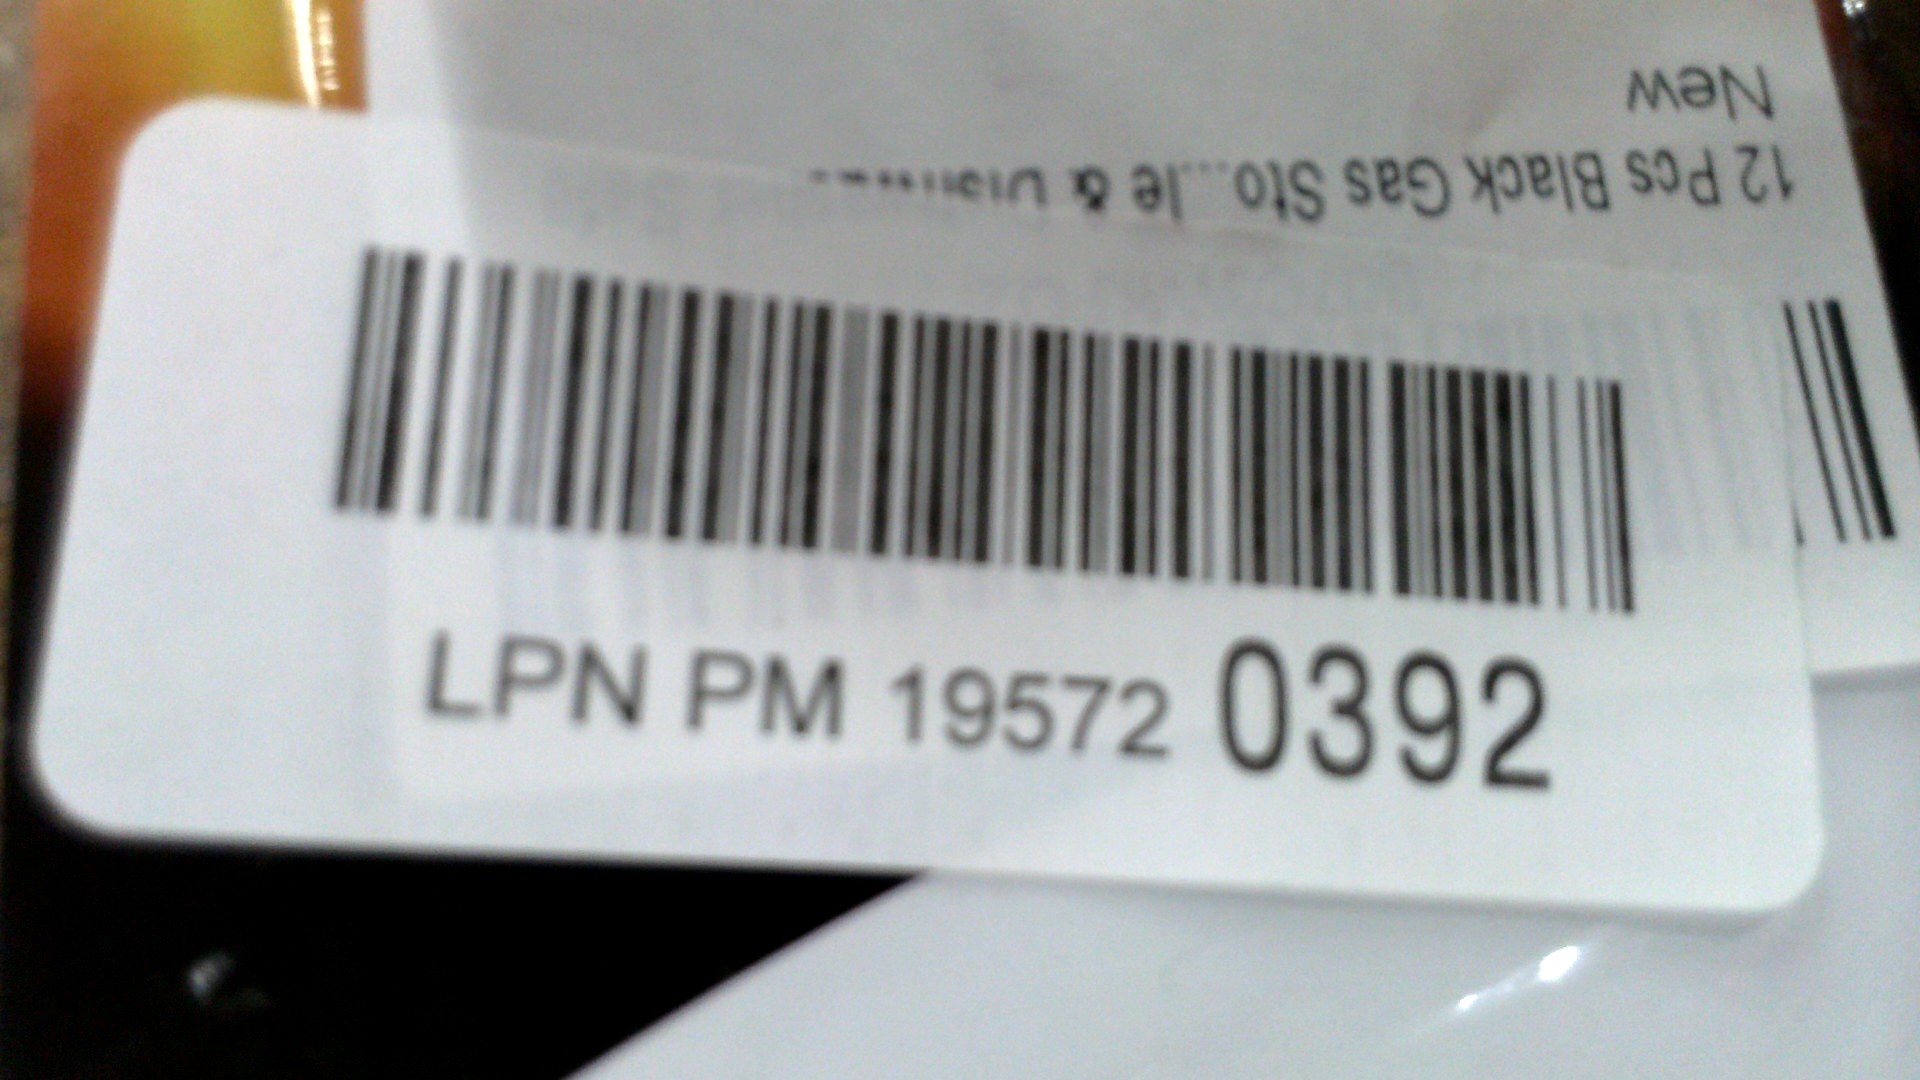 New
12 Pcs Black Gas Sto...le &
LPN PM 19572 0392